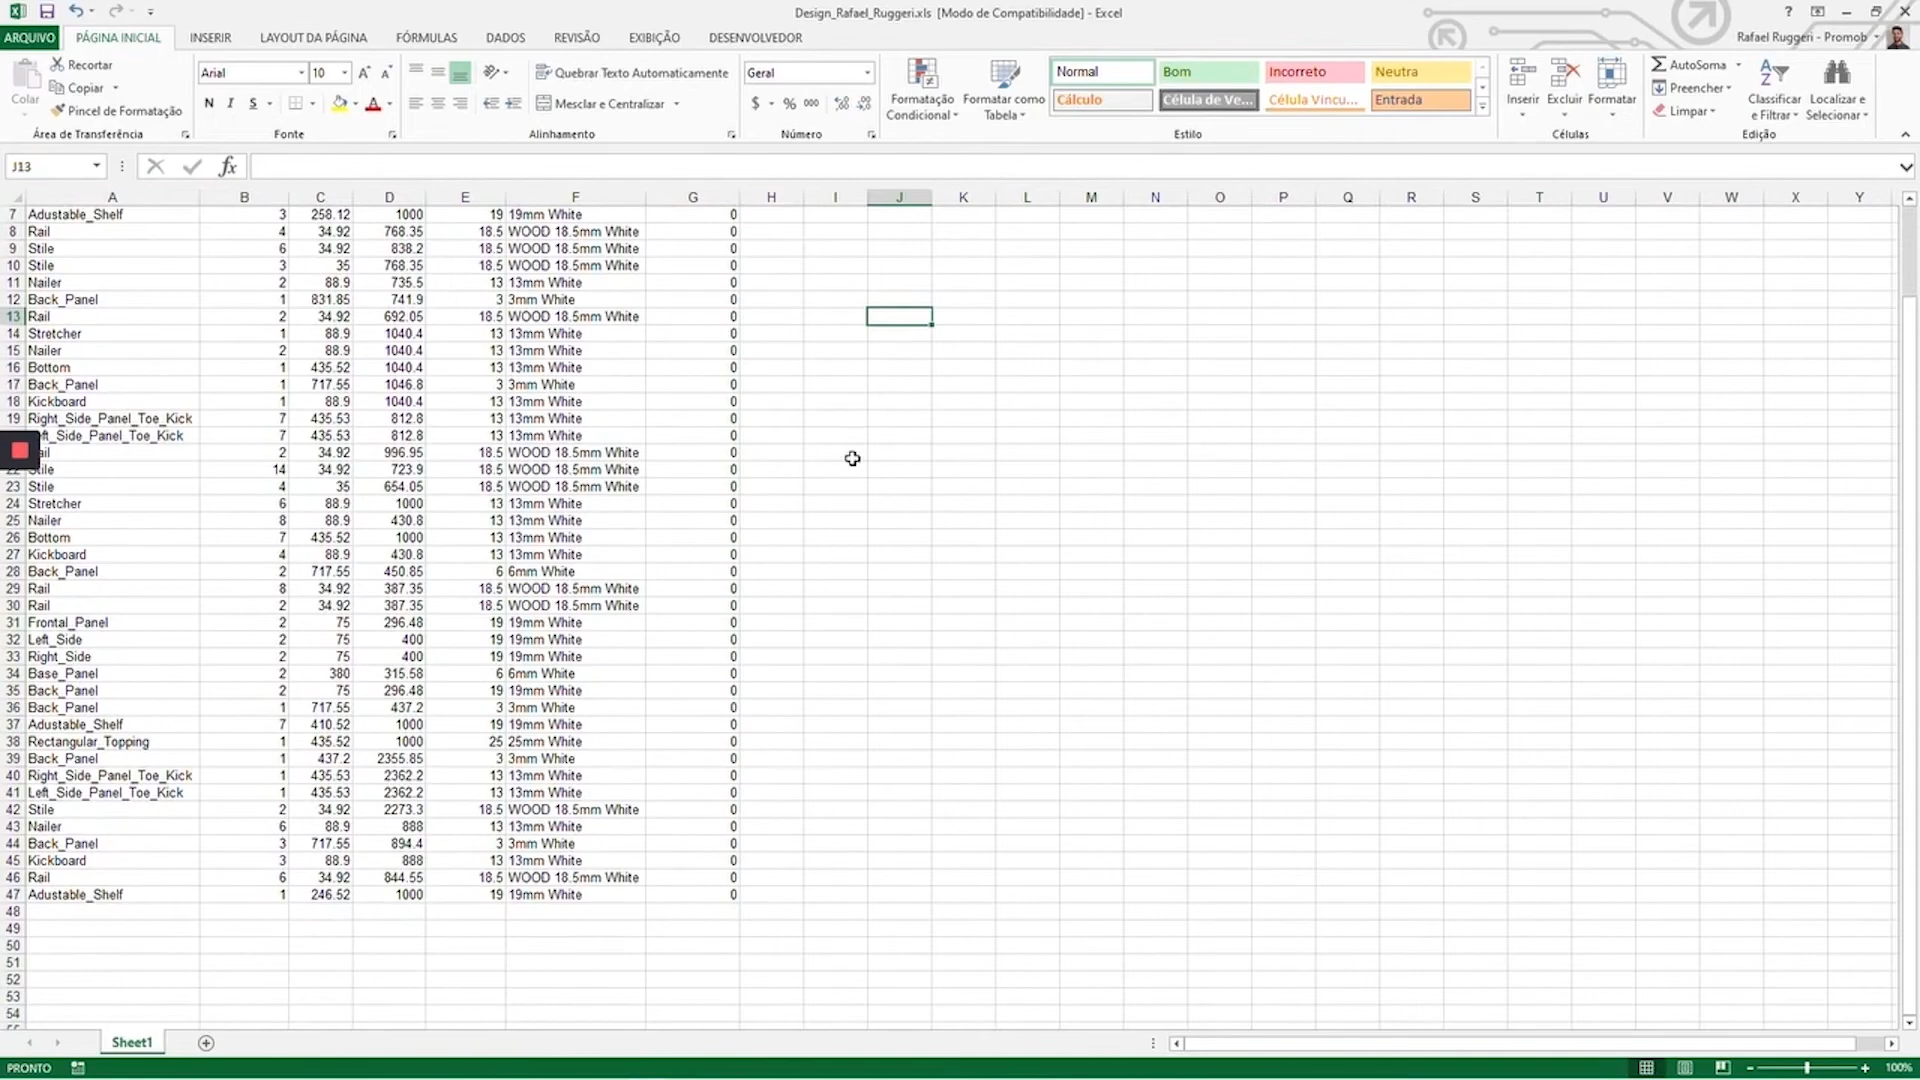 Design_Rafael_Ruggeri.xls [Modo de Compatibilidade] - Excel
ARQUIVO PÁGINA INICIAL INSERIR LAYOUT DA PÁGINA FÓRMULAS DADOS REVISÃO EXIBIÇÃO DESENVOLVEDOR Rafael Ruggeri - Promob
Colar Recortar
Copiar
Pincel de Formatação
Área de Transferência
Arial 10
N I S
Fonte
Quebrar Texto Automaticamente
Mesclar e Centralizar
Alinhamento
Geral
$ % 000
Número
Formatação Condicional
Formatar como Tabela
Normal Bom Incorreto Neutra
Cálculo Célula de Ve... Célula Vincu... Entrada
Estilo
Inserir Excluir Formatar
Células
AutoSoma
Preencher
Limpar
Classificar e Filtrar
Localizar e Selecionar
Edição
J13 fx
A B C D E F G H I J K L M N O P Q R S T U V W X Y
7 Adustable_Shelf 3 258.12 1000 19 19mm White 0
8 Rail 4 34.92 768.35 18.5 WOOD 18.5mm White 0
9 Stile 6 34.92 838.2 18.5 WOOD 18.5mm White 0
10 Stile 3 35 768.35 18.5 WOOD 18.5mm White 0
11 Nailer 2 88.9 735.5 13 13mm White 0
12 Back_Panel 1 831.85 741.9 3 3mm White 0
13 Rail 2 34.92 692.05 18.5 WOOD 18.5mm White 0
14 Stretcher 1 88.9 1040.4 13 13mm White 0
15 Nailer 2 88.9 1040.4 13 13mm White 0
16 Bottom 1 435.52 1040.4 13 13mm White 0
17 Back_Panel 1 717.52 1046.8 3 3mm White 0
18 Kickboard 1 88.9 1040.4 13 13mm White 0
19 Right_Side_Panel_Toe_Kick 7 435.53 812.8 13 13mm White 0
ft_Side_Panel_Toe_Kick 7 435.53 812.8 13 13mm White 0
ail 2 34.92 996.95 18.5 WOOD 18.5mm White 0
22 Stile 14 34.92 723.9 18.5 WOOD 18.5mm White 0
23 Stile 4 35 654.05 18.5 WOOD 18.5mm White 0
24 Stretcher 6 88.9 1000 13 13mm White 0
25 Nailer 8 88.9 430.8 13 13mm White 0
26 Bottom 7 435.52 1000 13 13mm White 0
27 Kickboard 4 88.9 430.8 13 13mm White 0
28 Back_Panel 2 717.55 450.85 6 6mm White 0
29 Rail 8 34.92 387.35 18.5 WOOD 18.5mm White 0
30 Rail 2 34.92 387.35 18.5 WOOD 18.5mm White 0
31 Frontal_Panel 2 75 296.48 19 19mm White 0
32 Left_Side 2 75 400 19 19mm White 0
33 Right_Side 2 75 400 19 19mm White 0
34 Base_Panel 2 380 315.58 6 6mm White 0
35 Back_Panel 2 75 296.48 19 19mm White 0
36 Back_Panel 1 717.55 437.2 3 3mm White 0
37 Adustable_Shelf 7 410.52 1000 19 19mm White 0
38 Rectangular_Topping 1 435.52 1000 25 25mm White 0
39 Back_Panel 1 437.2 2355.85 3 3mm White 0
40 Right_Side_Panel_Toe_Kick 1 435.53 2362.2 13 13mm White 0
41 Left_Side_Panel_Toe_Kick 1 435.53 2362.2 13 13mm White 0
42 Stile 2 34.92 2273.3 18.5 WOOD 18.5mm White 0
43 Nailer 6 88.9 888 13 13mm White 0
44 Back_Panel 3 717.55 894.4 3 3mm White 0
45 Kickboard 3 88.9 888 13 13mm White 0
46 Rail 6 34.92 844.55 18.5 WOOD 18.5mm White 0
47 Adustable_Shelf 1 246.52 1000 19 19mm White 0
48
49
50
51
52
53
54
Sheet1
PRONTO 100%